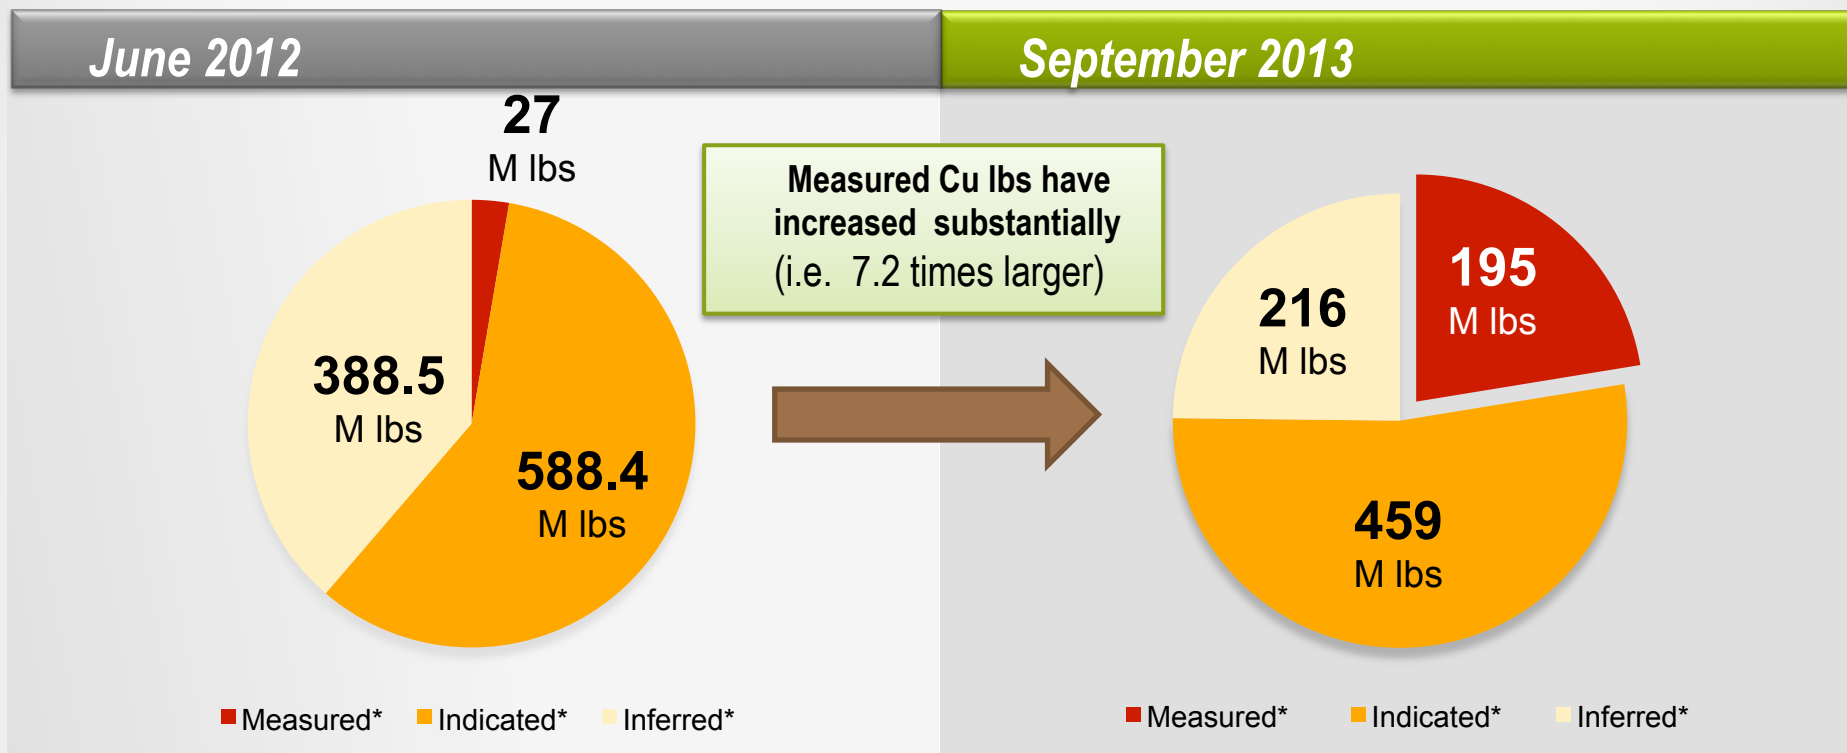 June 2012
September 2013
27
M lbs
388.5
M lbs
588.4
M lbs
Measured* Indicated* Inferred*
Measured Cu lbs have
increased substantially
(i.e. 7.2 times larger)
195
M lbs
216
M lbs
459
M lbs
Measured* Indicated* Inferred*